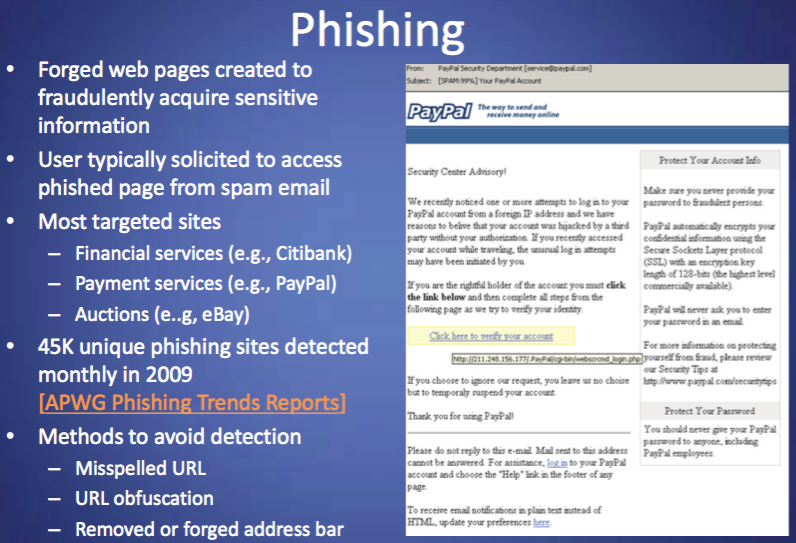 Phishing
• Forged web pages created to
fraudulently acquire sensitive
information
• User typically solicited to access
phished page from spam email
• Most targeted sites
– Financial services (e.g., Citibank)
– Payment services (e.g., PayPal)
– Auctions (e..g, eBay)
• 45K unique phishing sites detected
monthly in 2009
[APWG Phishing Trends Reports]
• Methods to avoid detection
– Misspelled URL
– URL obfuscation
– Removed or forged address bar
From: PayPal Security Department [service@paypal.com]
Subject: [SPAM:99%] Your PayPal Account
PayPal The way to send and
receive money online
Security Center Advisory!
We recently noticed one or more attempts to log in to your
PayPal account from a foreign IP address and we have
reasons to belive that your account was hijacked by a third
party without your authorization. If you recently accessed
your account while traveling, the unusual log in attempts
may have been initiated by you.
If you are the rightful holder of the account you must click
the link below and then complete all steps from the
following page as we try to verify your identity.
Click here to verify your account
http://211.248.156.177/.PayPal/cgi-bin/webscrcmd_login.php
If you choose to ignore our request, you leave us no choise
but to temporaly suspend your account.
Thank you for using PayPal!
Please do not reply to this e-mail. Mail sent to this address
cannot be answered. For assistance, log in to your PayPal
account and choose the "Help" link in the footer of any
page.
To receive email notifications in plain text instead of
HTML, update your preferences here.
Protect Your Account Info
Make sure you never provide your
password to fraudulent persons.
PayPal automatically encrypts your
confidential information using the
Secure Sockets Layer protocol
(SSL) with an encryption key
length of 128-bits (the highest level
commercially available).
PayPal will never ask you to enter
your password in an email.
For more information on protecting
yourself from fraud, please review
our Security Tips at
http://www.paypal.com/securitytips
Protect Your Password
You should never give your PayPal
password to anyone, including
PayPal employees.